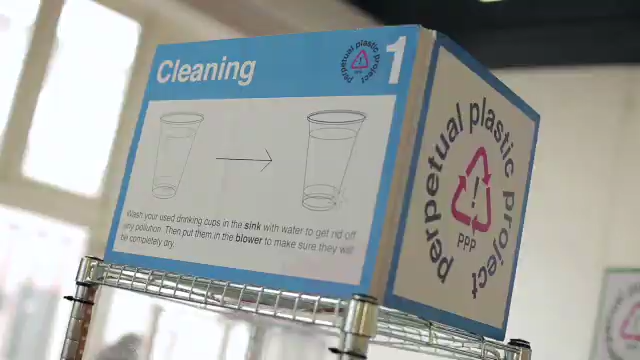 Cleaning
perpetual plastic project
PPP
1
Wash your used drinking cups in the sink with water to get rid off
any pollution. Then put them in the blower to make sure they will
be completely dry.
perpetual plastic project
PPP